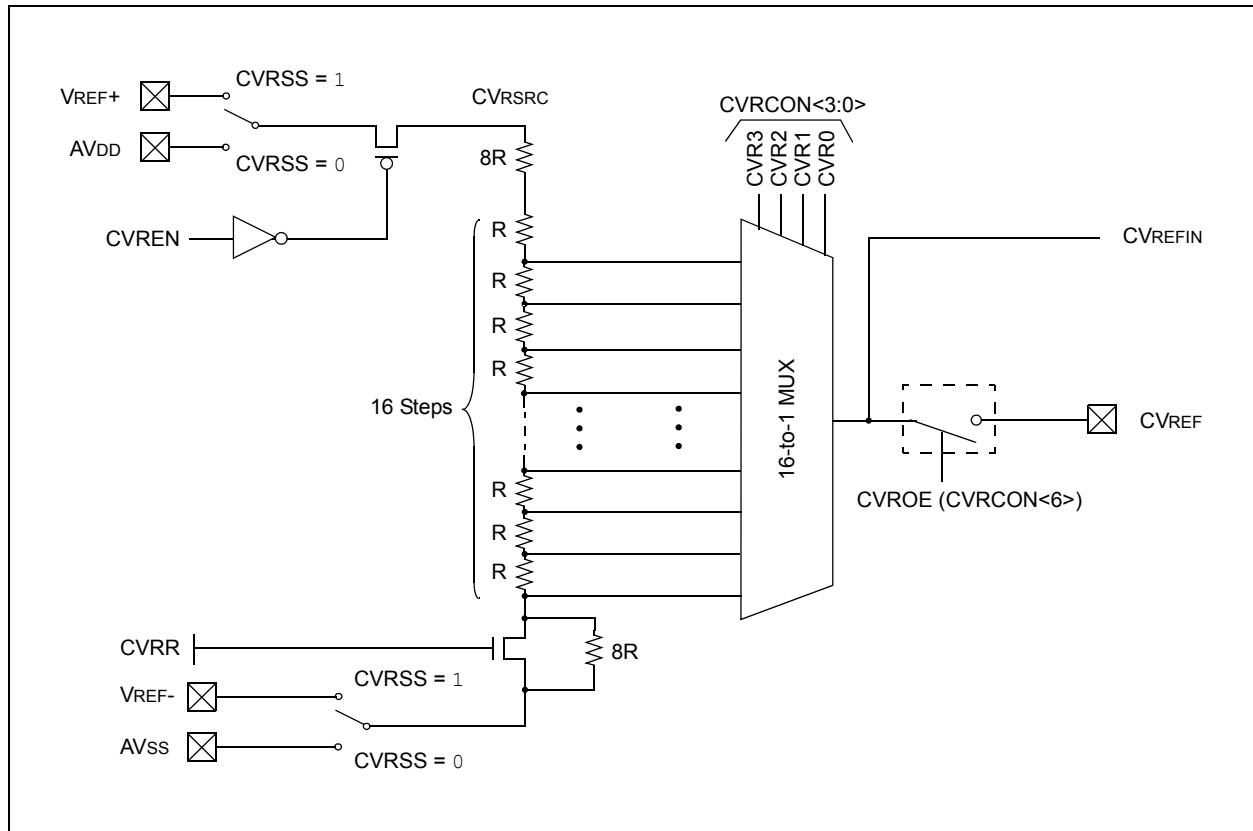 VREF+
CVRSS = 1
AVDD
CVRSS = 0
CVREN
CVRSRC
8R
R
R
R
R
16 Steps
R
R
R
CVRCON<3:0>
CVR3
CVR2
CVR1
CVR0
16-to-1 MUX
CVREFIN
CVREF
CVROE (CVRCON<6>)
CVRR
8R
VREF-
CVRSS = 1
AVSS
CVRSS = 0